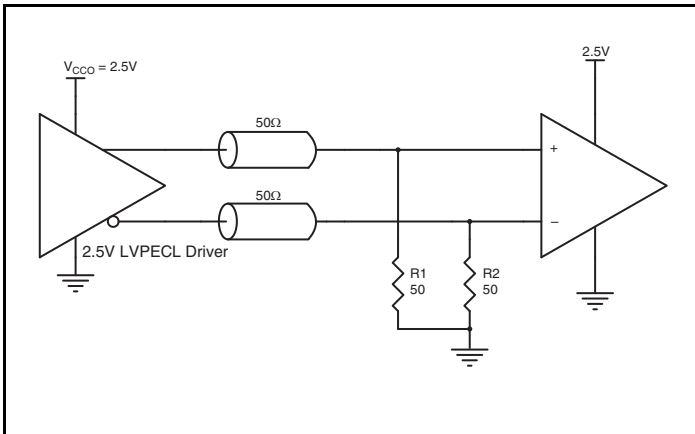 V_CCO = 2.5V
2.5V
50Ω
+
50Ω
−
2.5V LVPECL Driver
R1
50
R2
50